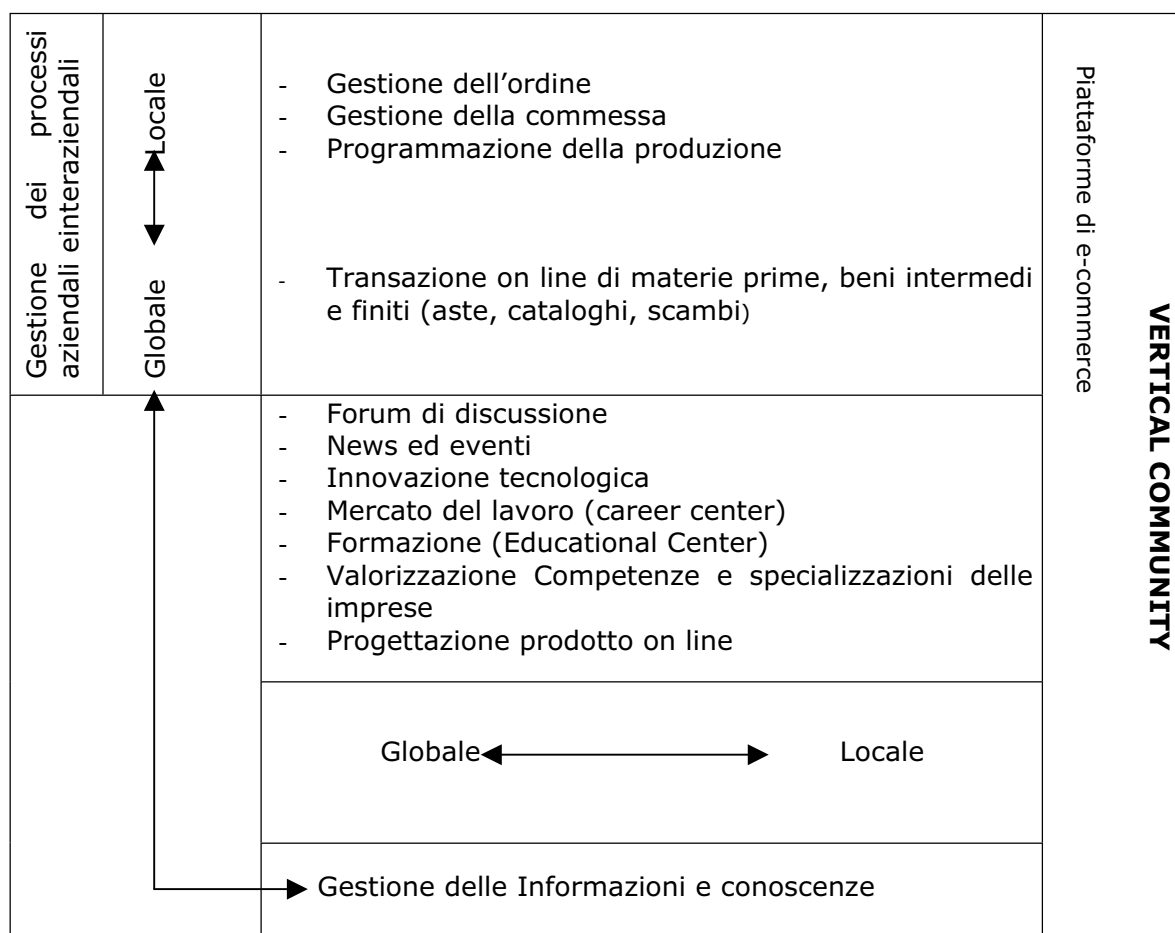 Gestione dei processi
aziendali einteraziendali
Locale
Globale
- Gestione dell’ordine
- Gestione della commessa
- Programmazione della produzione
- Transazione on line di materie prime, beni intermedi
e finiti (aste, cataloghi, scambi)
Piattaforme di e-commerce
VERTICAL COMMUNITY
- Forum di discussione
- News ed eventi
- Innovazione tecnologica
- Mercato del lavoro (career center)
- Formazione (Educational Center)
- Valorizzazione Competenze e specializzazioni delle
imprese
- Progettazione prodotto on line
Globale Locale
Gestione delle Informazioni e conoscenze